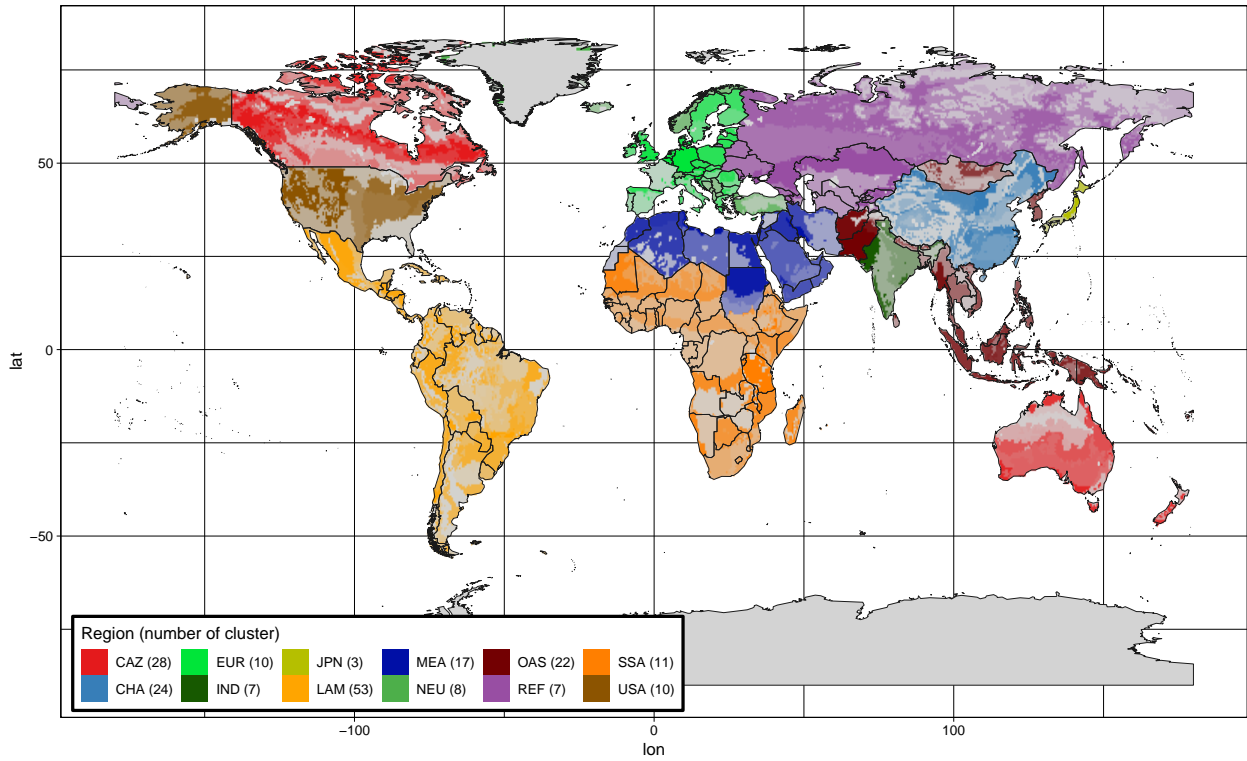 50
0
−50
lat
Region (number of cluster)
CAZ (28) EUR (10) JPN (3) MEA (17) OAS (22) SSA (11)
CHA (24) IND (7) LAM (53) NEU (8) REF (7) USA (10)
−100 0 100
lon